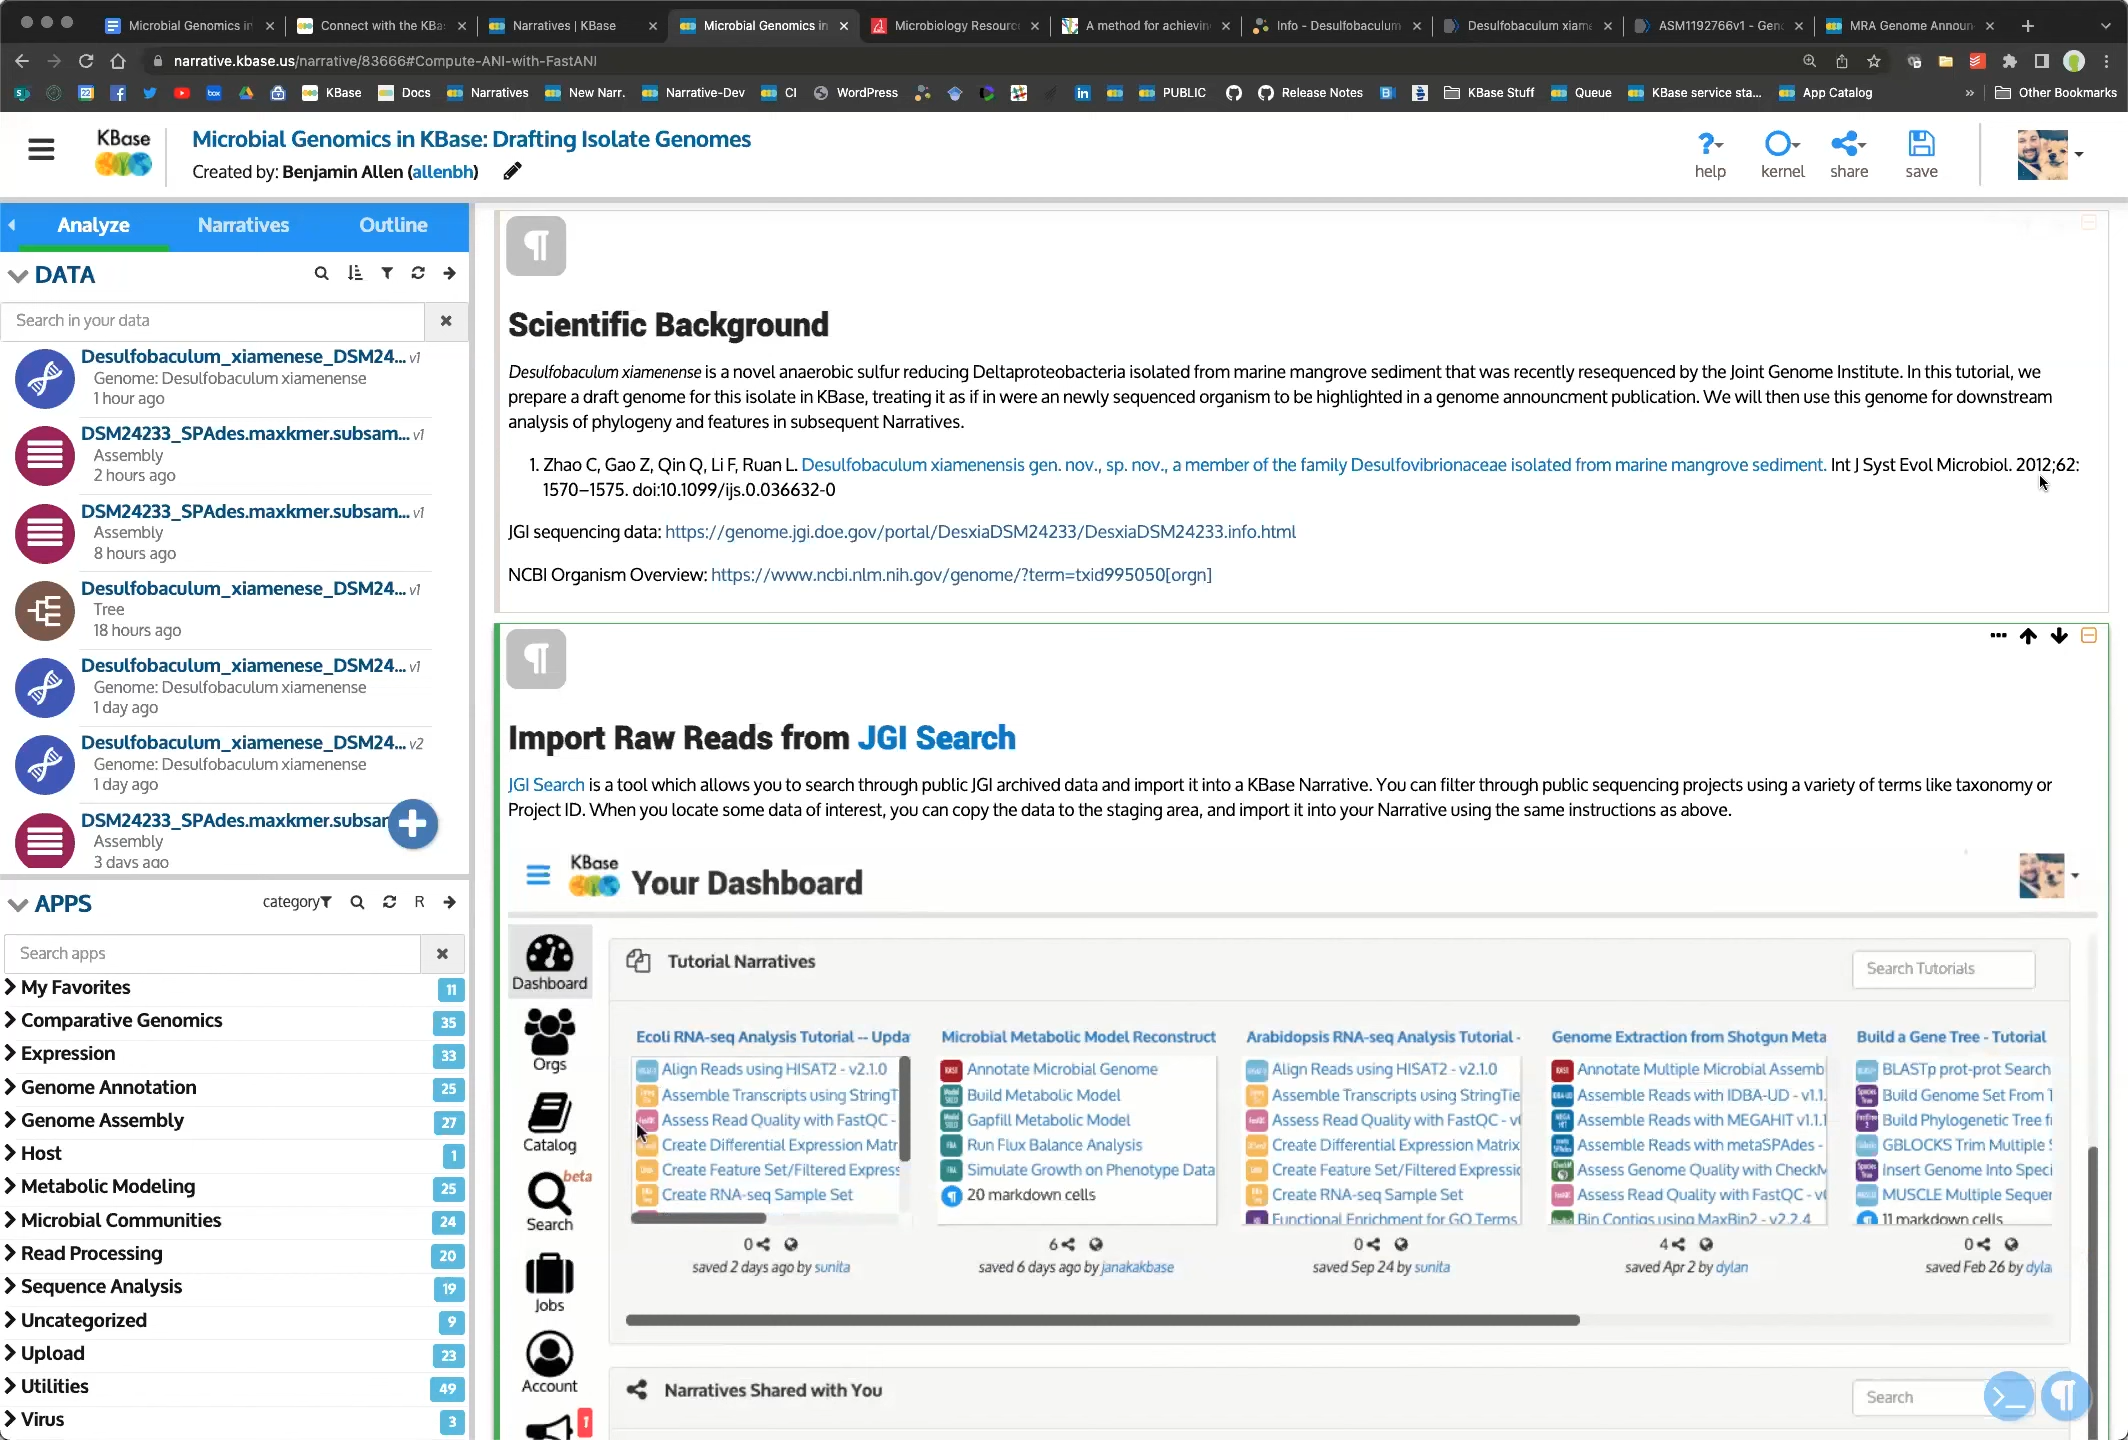 Microbial Genomics in
Connect with the KBa
Narratives | KBase
Microbial Genomics in
Microbiology Resourc
A method for achievin
Info - Desulfobaculum
Desulfobaculum xiame
ASM1192766v1 - Geno
MRA Genome Announ
narrative.kbase.us/narrative/83666#Compute-ANI-with-FastANI
KBase
Docs
Narratives
New Narr.
Narrative-Dev
CI
WordPress
PUBLIC
Release Notes
KBase Stuff
Queue
KBase service sta...
App Catalog
»
Other Bookmarks
KBase
Microbial Genomics in KBase: Drafting Isolate Genomes
Created by: Benjamin Allen (allenbh)
help
kernel
share
save
Analyze
Narratives
Outline
DATA
Search in your data
Desulfobaculum_xiamenese_DSM24... v1
Genome: Desulfobaculum xiamenense
1 hour ago
DSM24233_SPAdes.maxkmer.subsam... v1
Assembly
2 hours ago
DSM24233_SPAdes.maxkmer.subsam... v1
Assembly
8 hours ago
Desulfobaculum_xiamenese_DSM24... v1
Tree
18 hours ago
Desulfobaculum_xiamenese_DSM24... v1
Genome: Desulfobaculum xiamenense
1 day ago
Desulfobaculum_xiamenese_DSM24... v2
Genome: Desulfobaculum xiamenense
1 day ago
DSM24233_SPAdes.maxkmer.subsar
Assembly
3 days ago
APPS
category
R
Search apps
My Favorites 11
Comparative Genomics 35
Expression 33
Genome Annotation 25
Genome Assembly 27
Host 1
Metabolic Modeling 25
Microbial Communities 24
Read Processing 20
Sequence Analysis 19
Uncategorized 9
Upload 23
Utilities 49
Virus 3
Scientific Background
Desulfobaculum xiamenense is a novel anaerobic sulfur reducing Deltaproteobacteria isolated from marine mangrove sediment that was recently resequenced by the Joint Genome Institute. In this tutorial, we
prepare a draft genome for this isolate in KBase, treating it as if in were an newly sequenced organism to be highlighted in a genome announcment publication. We will then use this genome for downstream
analysis of phylogeny and features in subsequent Narratives.
1. Zhao C, Gao Z, Qin Q, Li F, Ruan L. Desulfobaculum xiamenensis gen. nov., sp. nov., a member of the family Desulfovibrionaceae isolated from marine mangrove sediment. Int J Syst Evol Microbiol. 2012;62:
1570–1575. doi:10.1099/ijs.0.036632-0
JGI sequencing data: https://genome.jgi.doe.gov/portal/DesxiaDSM24233/DesxiaDSM24233.info.html
NCBI Organism Overview: https://www.ncbi.nlm.nih.gov/genome/?term=txid995050[orgn]
Import Raw Reads from JGI Search
JGI Search is a tool which allows you to search through public JGI archived data and import it into a KBase Narrative. You can filter through public sequencing projects using a variety of terms like taxonomy or
Project ID. When you locate some data of interest, you can copy the data to the staging area, and import it into your Narrative using the same instructions as above.
KBase
Your Dashboard
Dashboard
Orgs
Catalog
beta
Search
Jobs
Account
1
Tutorial Narratives
Search Tutorials
Ecoli RNA-seq Analysis Tutorial -- Upda
Align Reads using HISAT2 - v2.1.0
Assemble Transcripts using StringT
Assess Read Quality with FastQC -
Create Differential Expression Matr
Create Feature Set/Filtered Express
Create RNA-seq Sample Set
0
saved 2 days ago by sunita
Microbial Metabolic Model Reconstruct
Annotate Microbial Genome
Build Metabolic Model
Gapfill Metabolic Model
Run Flux Balance Analysis
Simulate Growth on Phenotype Data
20 markdown cells
6
saved 6 days ago by janakakbase
Arabidopsis RNA-seq Analysis Tutorial -
Align Reads using HISAT2 - v2.1.0
Assemble Transcripts using StringTie
Assess Read Quality with FastQC - v
Create Differential Expression Matrix
Create Feature Set/Filtered Expressio
Create RNA-seq Sample Set
Functional Enrichment for GO Terms
0
saved Sep 24 by sunita
Genome Extraction from Shotgun Meta
Annotate Multiple Microbial Assemb
Assemble Reads with IDBA-UD - v1.1.
Assemble Reads with MEGAHIT v1.1.1
Assemble Reads with metaSPAdes -
Assess Genome Quality with CheckM
Assess Read Quality with FastQC - v
Bin Contigs using MaxBin2 - v2.2.4
4
saved Apr 2 by dylan
Build a Gene Tree - Tutorial
BLASTp prot-prot Search
Build Genome Set From T
Build Phylogenetic Tree f
GBLOCKS Trim Multiple S
Insert Genome Into Speci
MUSCLE Multiple Sequen
11 markdown cells
0
saved Feb 26 by dyla
Narratives Shared with You
Search